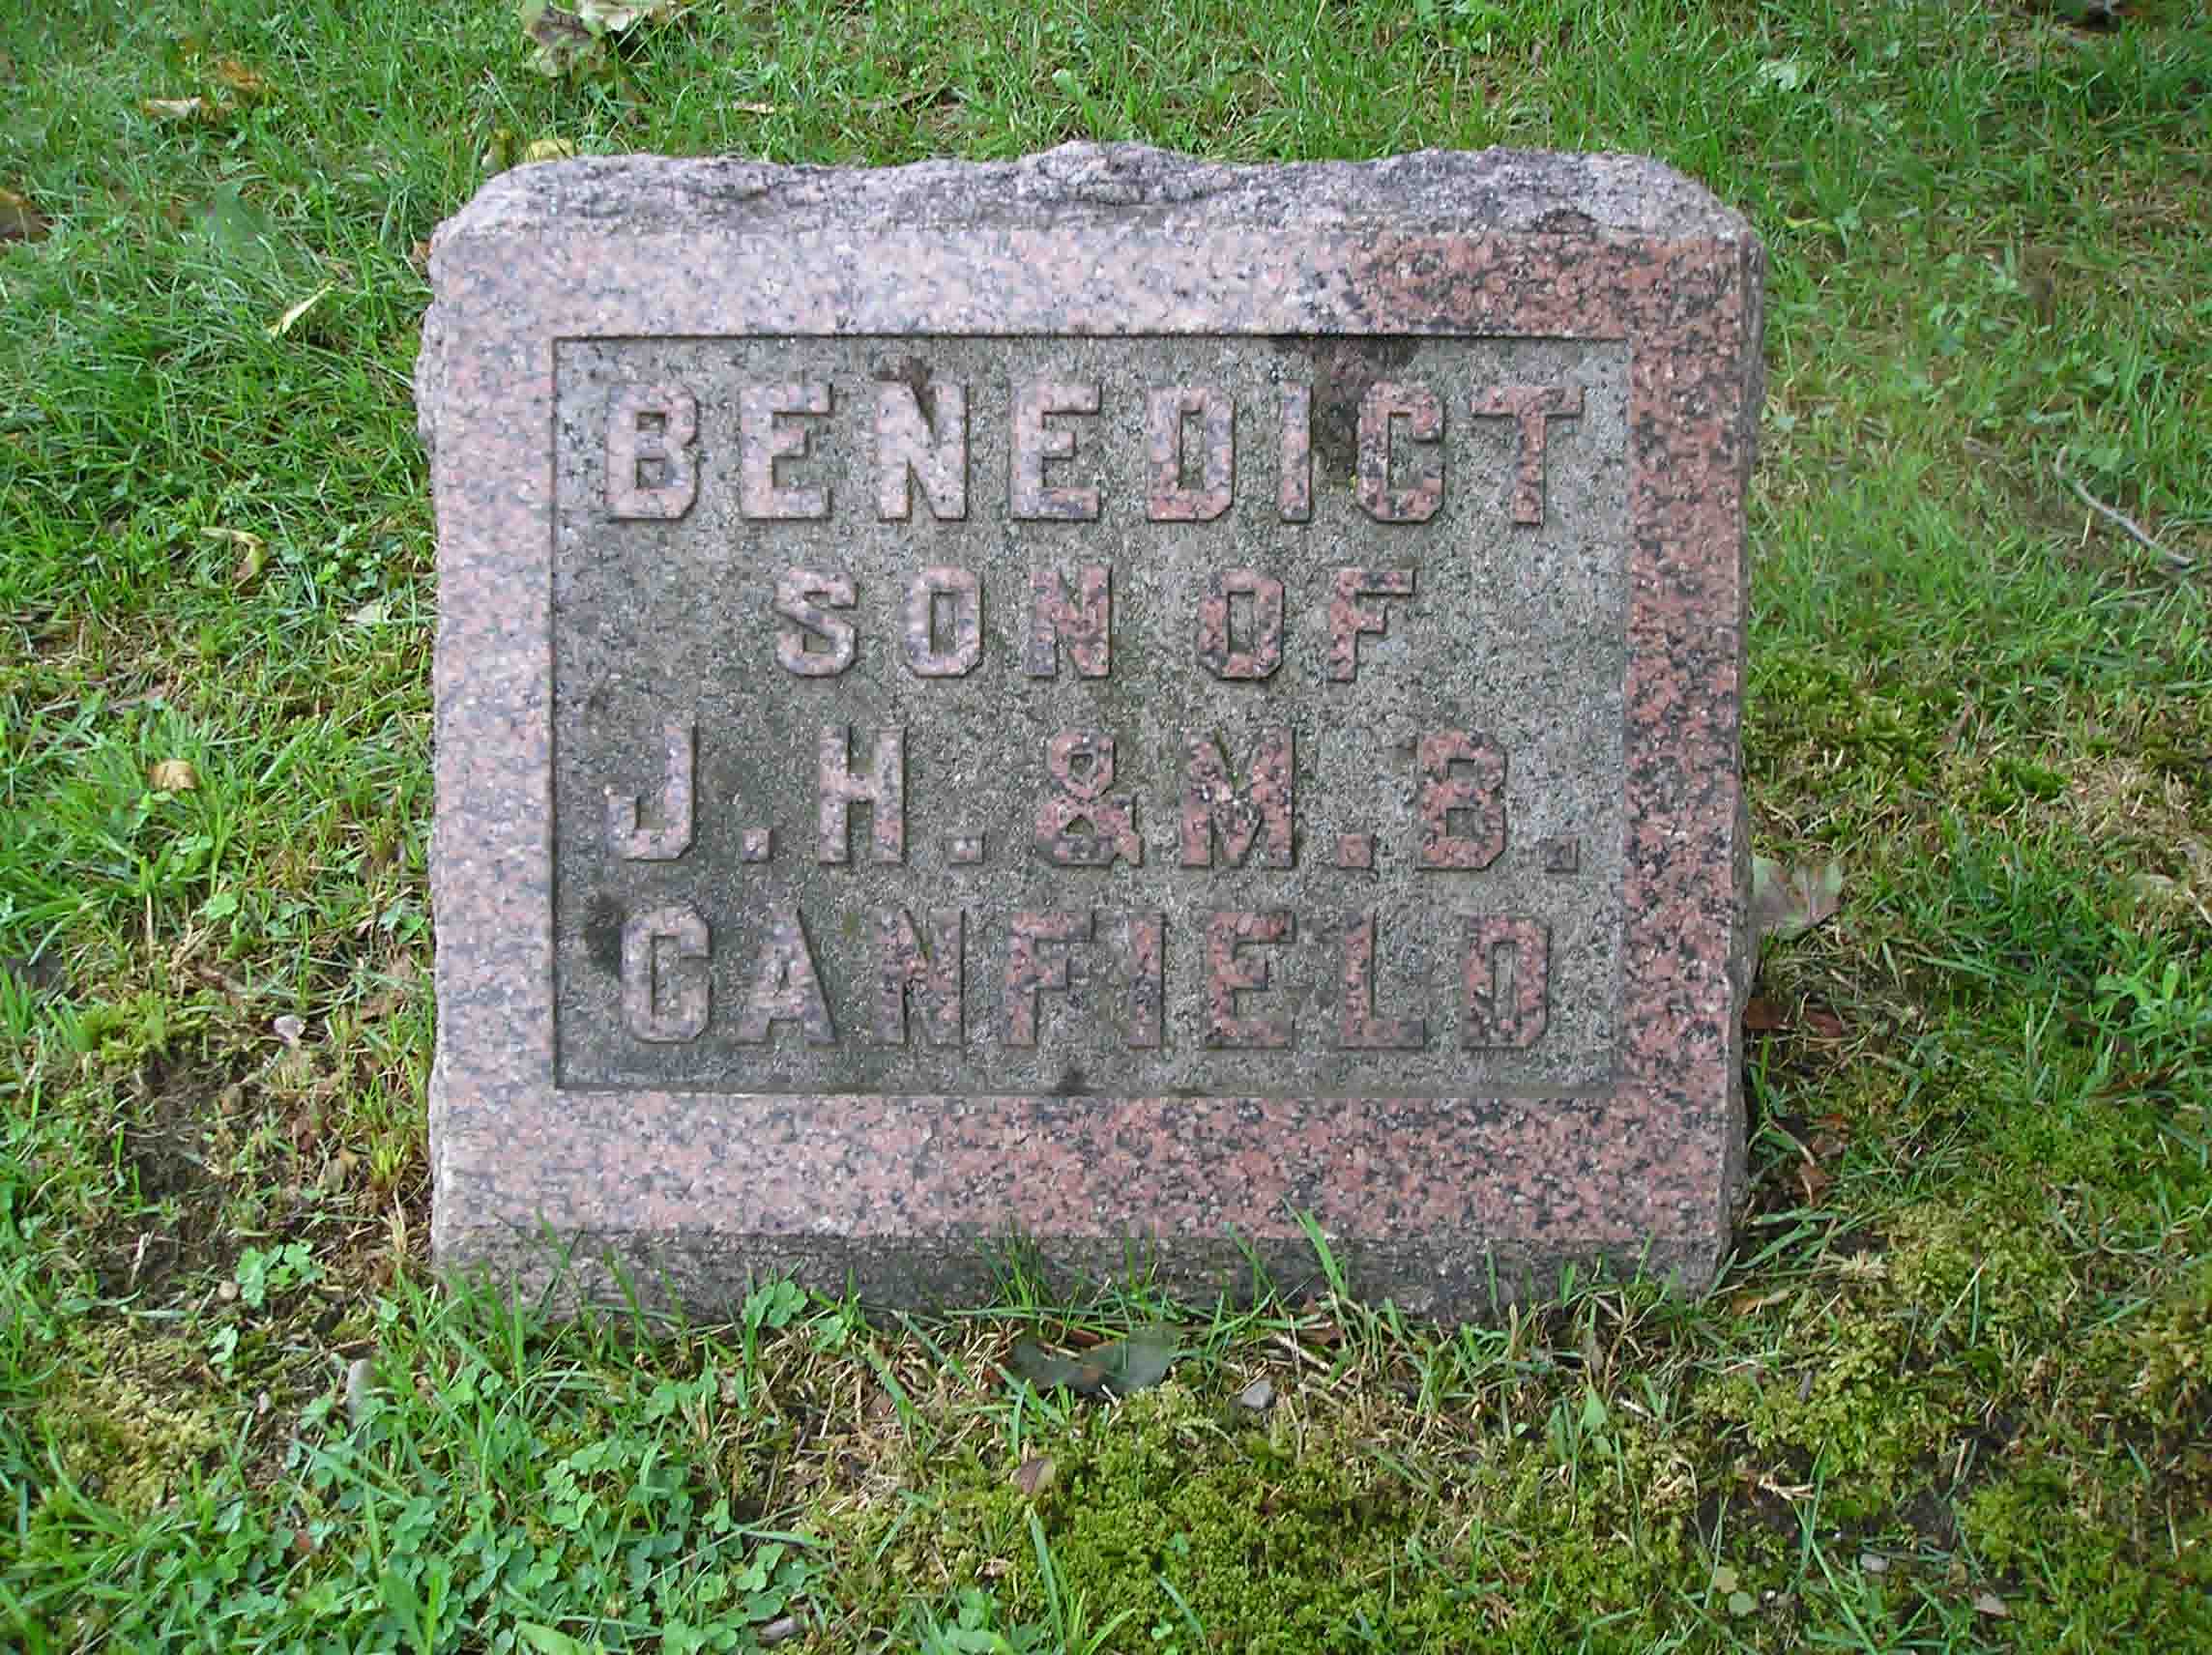 BENEDICT
SON OF
J.H. & M.B.
CANFIELD